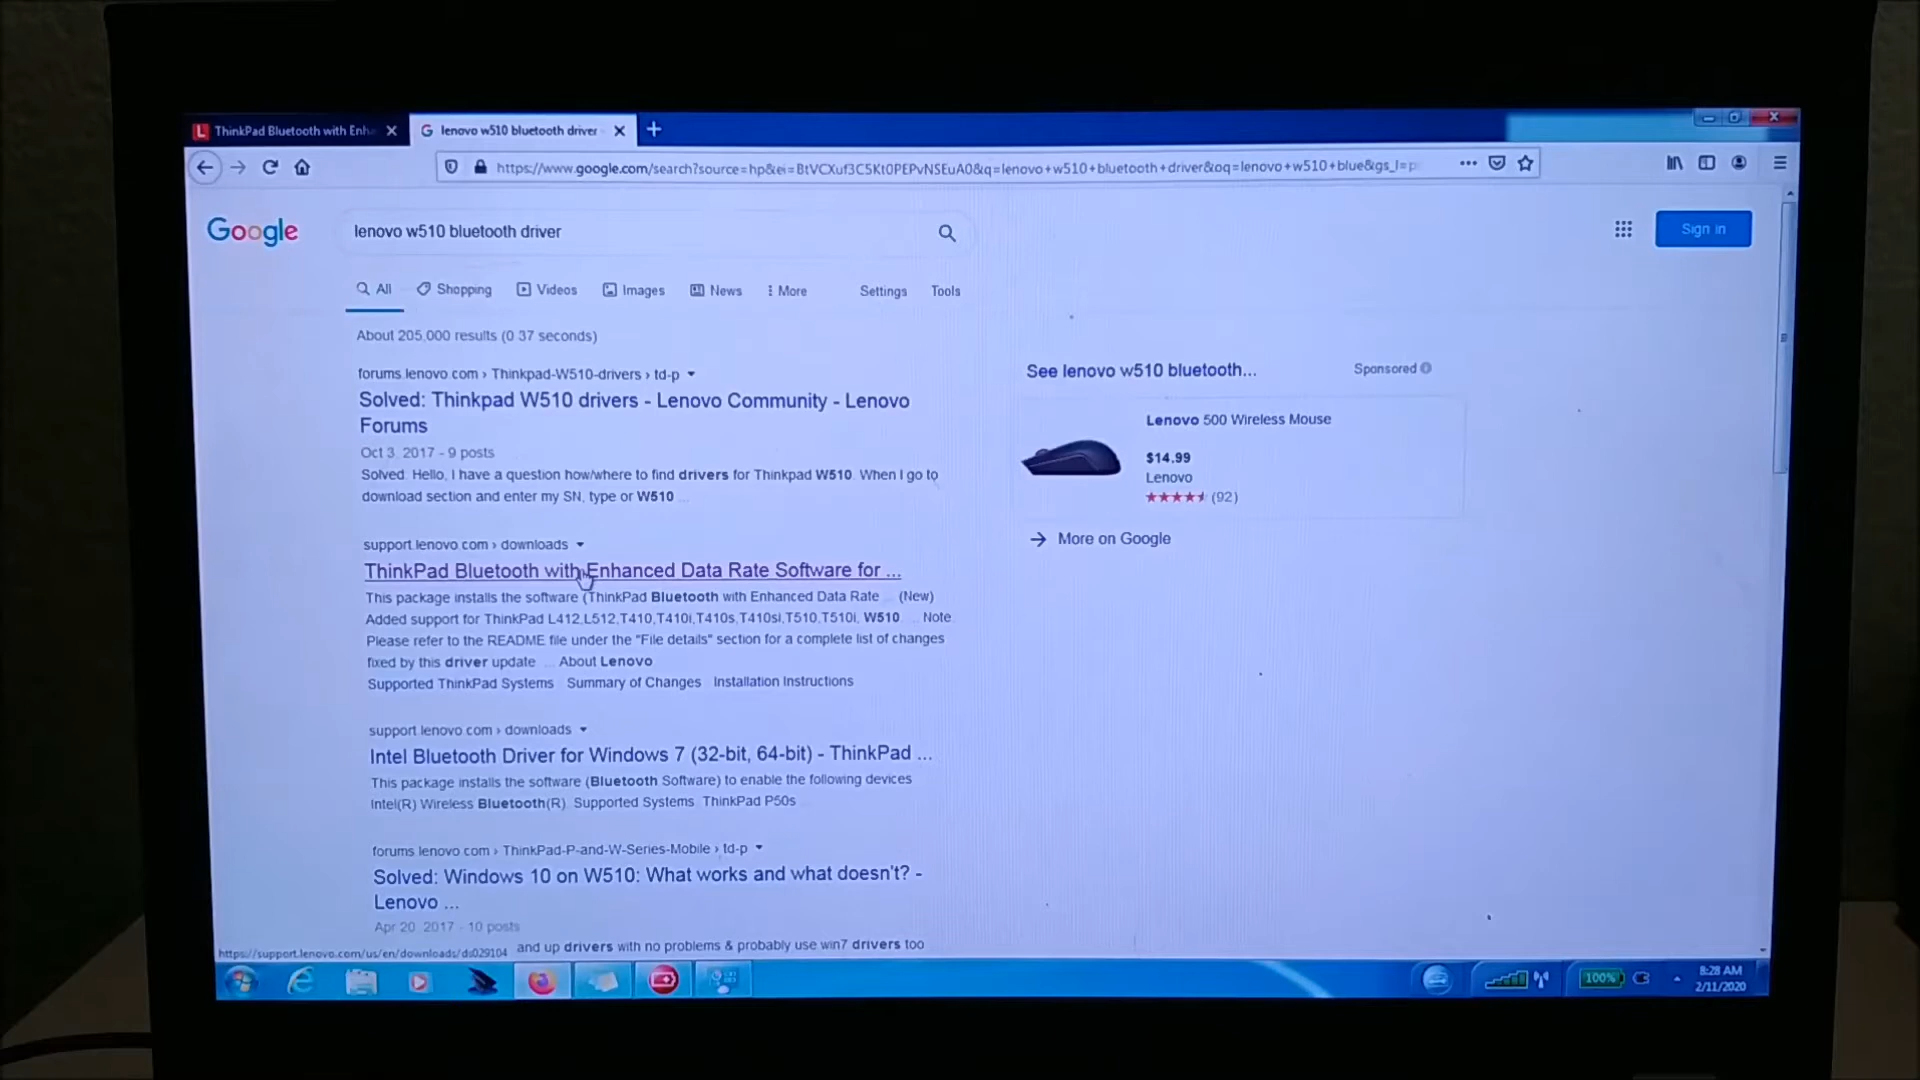 ThinkPad Bluetooth with Enh
lenovo w510 bluetooth driver
https://www.google.com/search?source=hp&ei=BtVCXuf3C5Kt0PEPvNSEuA0&q=lenovo+w510+bluetooth+driver&oq=lenovo+w510+blue&gs_l=p
Google
lenovo w510 bluetooth driver
Sign in
All
Shopping
Videos
Images
News
More
Settings
Tools
About 205,000 results (0.37 seconds)
forums.lenovo.com › Thinkpad-W510-drivers › td-p
Solved: Thinkpad W510 drivers - Lenovo Community - Lenovo
Forums
Oct 3, 2017 - 9 posts
Solved: Hello, I have a question how/where to find drivers for Thinkpad W510. When I go to
download section and enter my SN, type or W510 ...
support.lenovo.com › downloads
ThinkPad Bluetooth with Enhanced Data Rate Software for ...
This package installs the software (ThinkPad Bluetooth with Enhanced Data Rate ... (New)
Added support for ThinkPad L412,L512,T410,T410i,T410s,T410si,T510,T510i, W510 ... Note
Please refer to the README file under the "File details" section for a complete list of changes
fixed by this driver update ... About Lenovo
Supported ThinkPad Systems Summary of Changes Installation Instructions
support.lenovo.com › downloads
Intel Bluetooth Driver for Windows 7 (32-bit, 64-bit) - ThinkPad ...
This package installs the software (Bluetooth Software) to enable the following devices
Intel(R) Wireless Bluetooth(R) Supported Systems ThinkPad P50s
forums.lenovo.com › ThinkPad-P-and-W-Series-Mobile › td-p
Solved: Windows 10 on W510: What works and what doesn't? -
Lenovo ...
Apr 20, 2017 - 10 posts
and up drivers with no problems & probably use win7 drivers too
https://support.lenovo.com/us/en/downloads/ds029104
See lenovo w510 bluetooth...
Sponsored
Lenovo 500 Wireless Mouse
$14.99
Lenovo
(92)
More on Google
100%
8:28 AM
2/11/2020